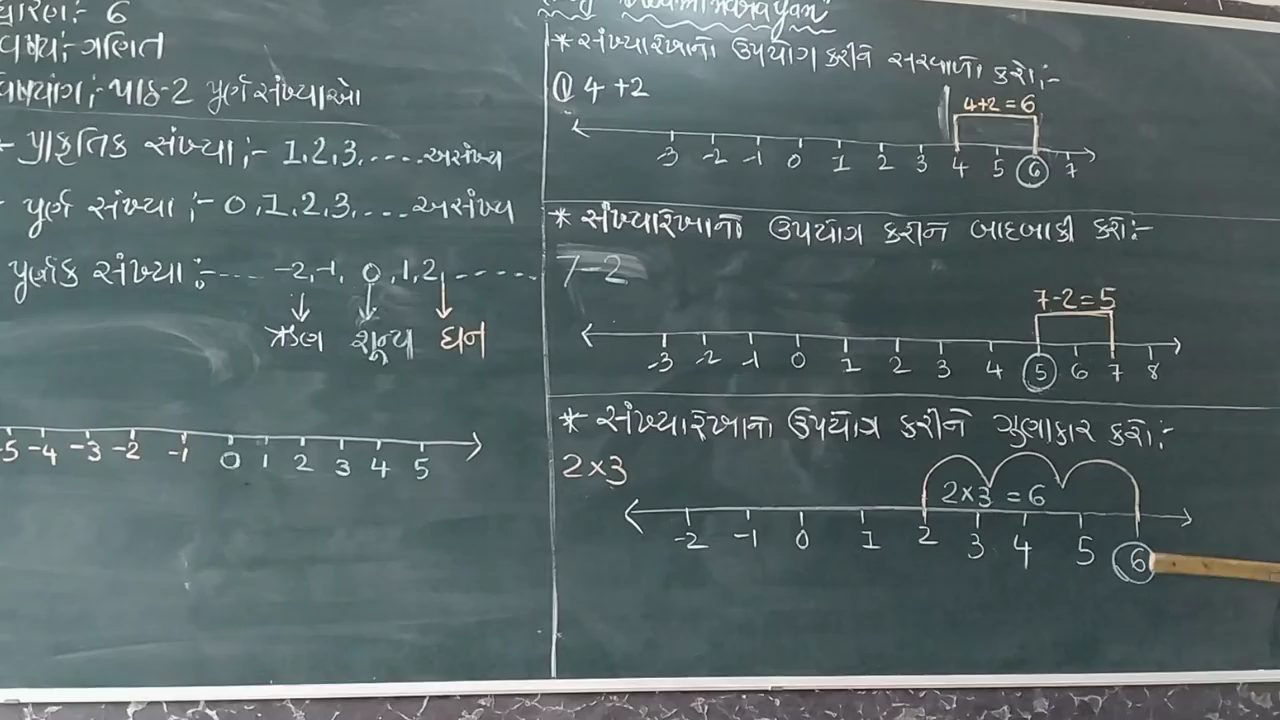 ધોરણ:- 6
વિષય:- ગણિત
પાઠ-2 પુર્ણ સંખ્યાઓ
પ્રાકૃતિક સંખ્યા:- 1,2,3,.....અસંખ્ય
પુર્ણ સંખ્યા:- 0,1,2,3,....અસંખ્ય
પુર્ણાંક સંખ્યા:----- -2,-1, 0,1,2,------
ઋણ શૂન્ય ધન
-5 -4 -3 -2 -1 0 1 2 3 4 5
* સંખ્યારેખાનો ઉપયોગ કરીને સરવાળો કરો:-
① 4+2
4+2=6
-3 -2 -1 0 1 2 3 4 5 6 7
* સંખ્યારેખાનો ઉપયોગ કરીને બાદબાકી કરો:-
7-2
7-2=5
-3 -2 -1 0 1 2 3 4 5 6 7 8
* સંખ્યારેખાનો ઉપયોગ કરીને ગુણાકાર કરો:-
2×3
2×3 =6
-2 -1 0 1 2 3 4 5 6